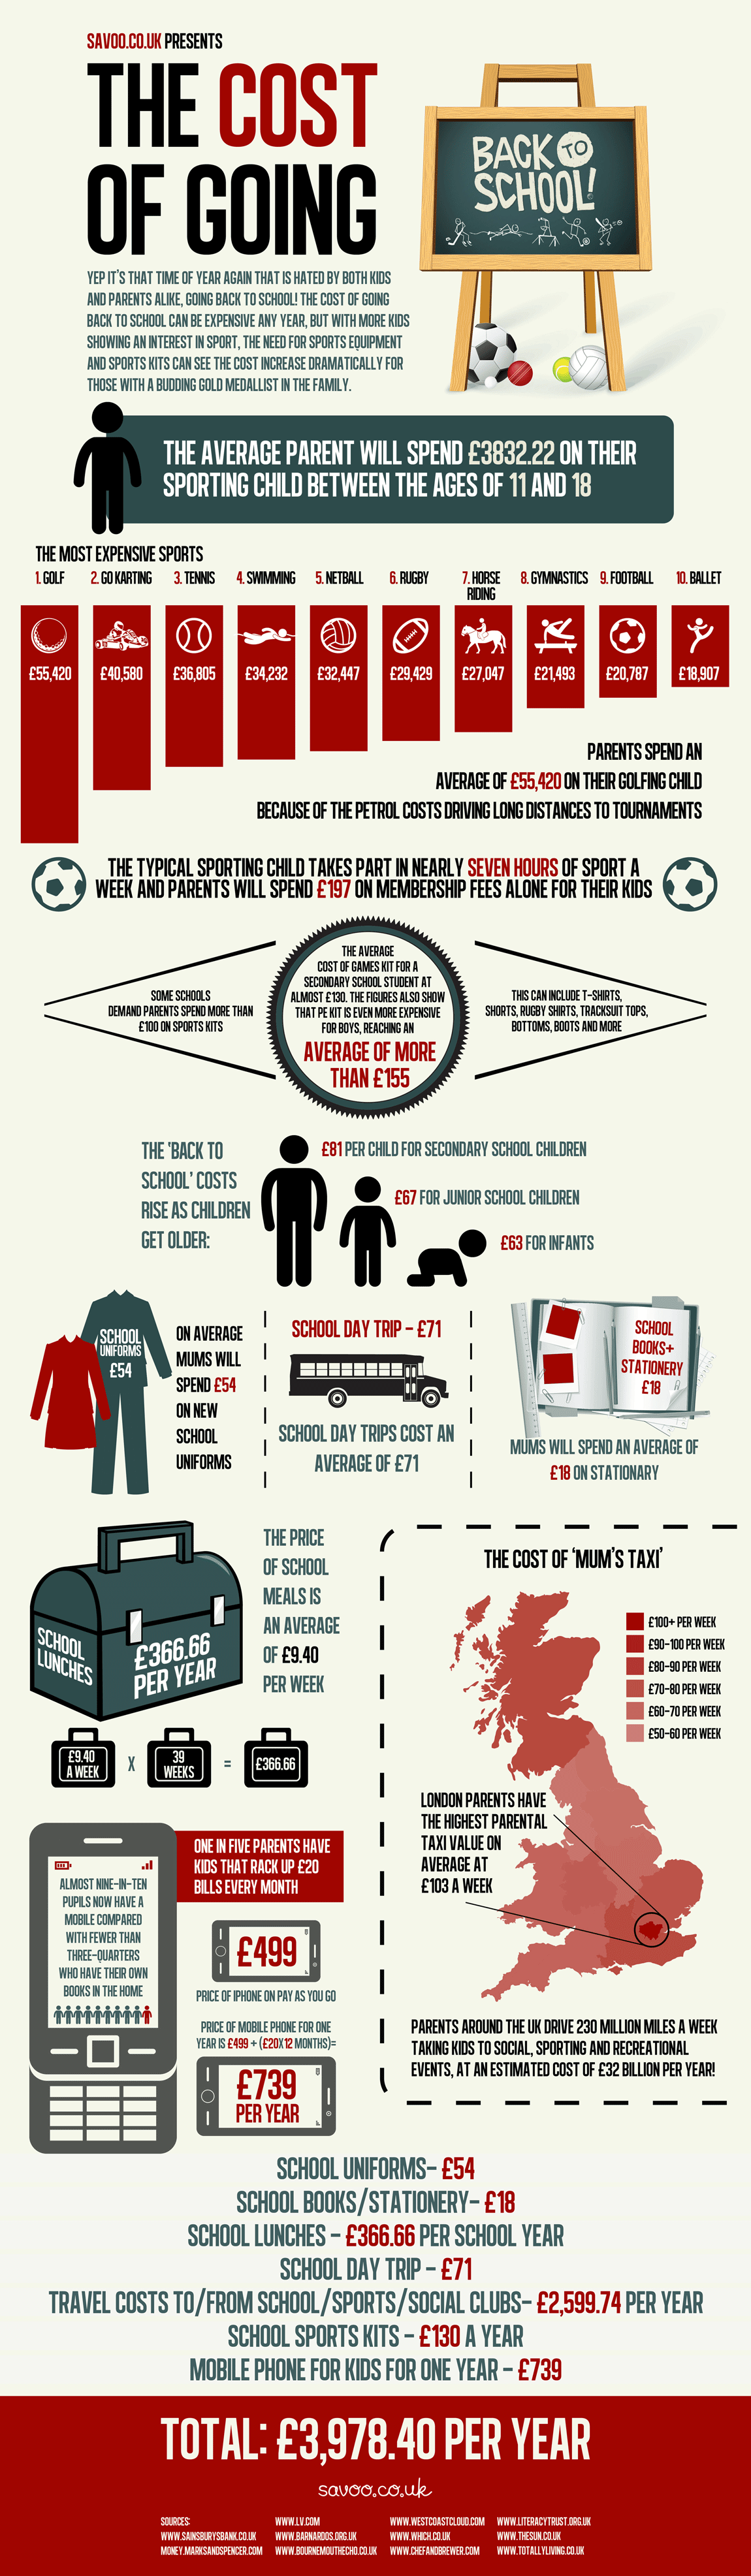 SAVOO.CO.UK PRESENTS
THE COST
OF GOING
BACK TO
SCHOOL!
YEP IT'S THAT TIME OF YEAR AGAIN THAT IS HATED BY BOTH KIDS
AND PARENTS ALIKE, GOING BACK TO SCHOOL! THE COST OF GOING
BACK TO SCHOOL CAN BE EXPENSIVE ANY YEAR, BUT WITH MORE KIDS
SHOWING AN INTEREST IN SPORT, THE NEED FOR SPORTS EQUIPMENT
AND SPORTS KITS CAN SEE THE COST INCREASE DRAMATICALLY FOR
THOSE WITH A BUDDING GOLD MEDALLIST IN THE FAMILY.
THE AVERAGE PARENT WILL SPEND £3832.22 ON THEIR
SPORTING CHILD BETWEEN THE AGES OF 11 AND 18
THE MOST EXPENSIVE SPORTS
1. GOLF
2. GO KARTING
3. TENNIS
4. SWIMMING
5. NETBALL
6. RUGBY
7. HORSE
RIDING
8. GYMNASTICS
9. FOOTBALL
10. BALLET
£55,420
£40,580
£36,805
£34,232
£32,447
£29,429
£27,047
£21,493
£20,787
£18,907
PARENTS SPEND AN
AVERAGE OF £55,420 ON THEIR GOLFING CHILD
BECAUSE OF THE PETROL COSTS DRIVING LONG DISTANCES TO TOURNAMENTS
THE TYPICAL SPORTING CHILD TAKES PART IN NEARLY SEVEN HOURS OF SPORT A
WEEK AND PARENTS WILL SPEND £197 ON MEMBERSHIP FEES ALONE FOR THEIR KIDS
SOME SCHOOLS
DEMAND PARENTS SPEND MORE THAN
£100 ON SPORTS KITS
THE AVERAGE
COST OF GAMES KIT FOR A
SECONDARY SCHOOL STUDENT AT
ALMOST £130. THE FIGURES ALSO SHOW
THAT PE KIT IS EVEN MORE EXPENSIVE
FOR BOYS, REACHING AN
AVERAGE OF MORE
THAN £155
THIS CAN INCLUDE T-SHIRTS,
SHORTS, RUGBY SHIRTS, TRACKSUIT TOPS,
BOTTOMS, BOOTS AND MORE
THE 'BACK TO
SCHOOL' COSTS
RISE AS CHILDREN
GET OLDER:
£81 PER CHILD FOR SECONDARY SCHOOL CHILDREN
£67 FOR JUNIOR SCHOOL CHILDREN
£63 FOR INFANTS
SCHOOL
UNIFORMS
£54
ON AVERAGE
MUMS WILL
SPEND £54
ON NEW
SCHOOL
UNIFORMS
SCHOOL DAY TRIP - £71
SCHOOL DAY TRIPS COST AN
AVERAGE OF £71
SCHOOL
BOOKS+
STATIONERY
£18
MUMS WILL SPEND AN AVERAGE OF
£18 ON STATIONARY
SCHOOL
LUNCHES
£366.66
PER YEAR
THE PRICE
OF SCHOOL
MEALS IS
AN AVERAGE
OF £9.40
PER WEEK
£9.40
A WEEK
X
39
WEEKS
=
£366.66
THE COST OF 'MUM'S TAXI'
£100+ PER WEEK
£90-100 PER WEEK
£80-90 PER WEEK
£70-80 PER WEEK
£60-70 PER WEEK
£50-60 PER WEEK
LONDON PARENTS HAVE
THE HIGHEST PARENTAL
TAXI VALUE ON
AVERAGE AT
£103 A WEEK
PARENTS AROUND THE UK DRIVE 230 MILLION MILES A WEEK
TAKING KIDS TO SOCIAL, SPORTING AND RECREATIONAL
EVENTS, AT AN ESTIMATED COST OF £32 BILLION PER YEAR!
ALMOST NINE-IN-TEN
PUPILS NOW HAVE A
MOBILE COMPARED
WITH FEWER THAN
THREE-QUARTERS
WHO HAVE THEIR OWN
BOOKS IN THE HOME
ONE IN FIVE PARENTS HAVE
KIDS THAT RACK UP £20
BILLS EVERY MONTH
£499
PRICE OF IPHONE ON PAY AS YOU GO
PRICE OF MOBILE PHONE FOR ONE
YEAR IS £499 + (£20X12 MONTHS)=
£739
PER YEAR
SCHOOL UNIFORMS- £54
SCHOOL BOOKS/STATIONERY- £18
SCHOOL LUNCHES - £366.66 PER SCHOOL YEAR
SCHOOL DAY TRIP - £71
TRAVEL COSTS TO/FROM SCHOOL/SPORTS/SOCIAL CLUBS- £2,599.74 PER YEAR
SCHOOL SPORTS KITS - £130 A YEAR
MOBILE PHONE FOR KIDS FOR ONE YEAR - £739
TOTAL: £3,978.40 PER YEAR
savoo.co.uk
SOURCES:
WWW.SAINSBURYSBANK.CO.UK
MONEY.MARKSANDSPENCER.COM
WWW.LV.COM
WWW.BARNARDOS.ORG.UK
WWW.BOURNEMOUTHECHO.CO.UK
WWW.WESTCOASTCLOUD.COM
WWW.WHICH.CO.UK
WWW.CHEFANDBREWER.COM
WWW.LITERACYTRUST.ORG.UK
WWW.THESUN.CO.UK
WWW.TOTALLYLIVING.CO.UK